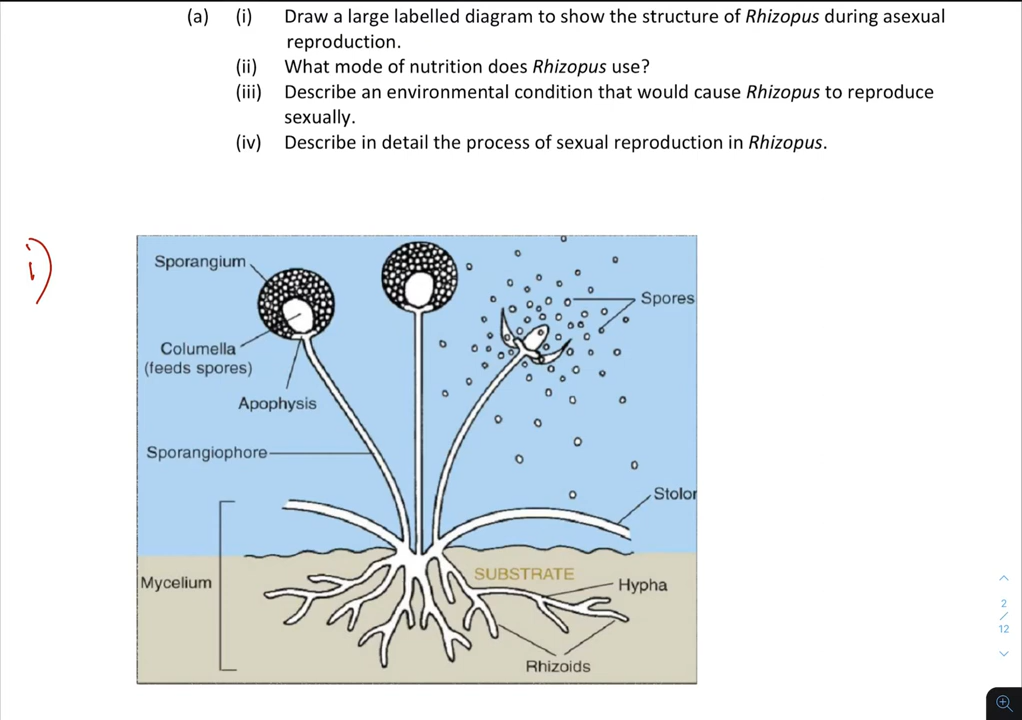 (a) (i) Draw a large labelled diagram to show the structure of Rhizopus during asexual
reproduction.
(ii) What mode of nutrition does Rhizopus use?
(iii) Describe an environmental condition that would cause Rhizopus to reproduce
sexually.
(iv) Describe in detail the process of sexual reproduction in Rhizopus.
i)
Sporangium
Spores
Columella
(feeds spores)
Apophysis
Sporangiophore
Stolor
SUBSTRATE
Mycelium
Hypha
Rhizoids
2
/
12